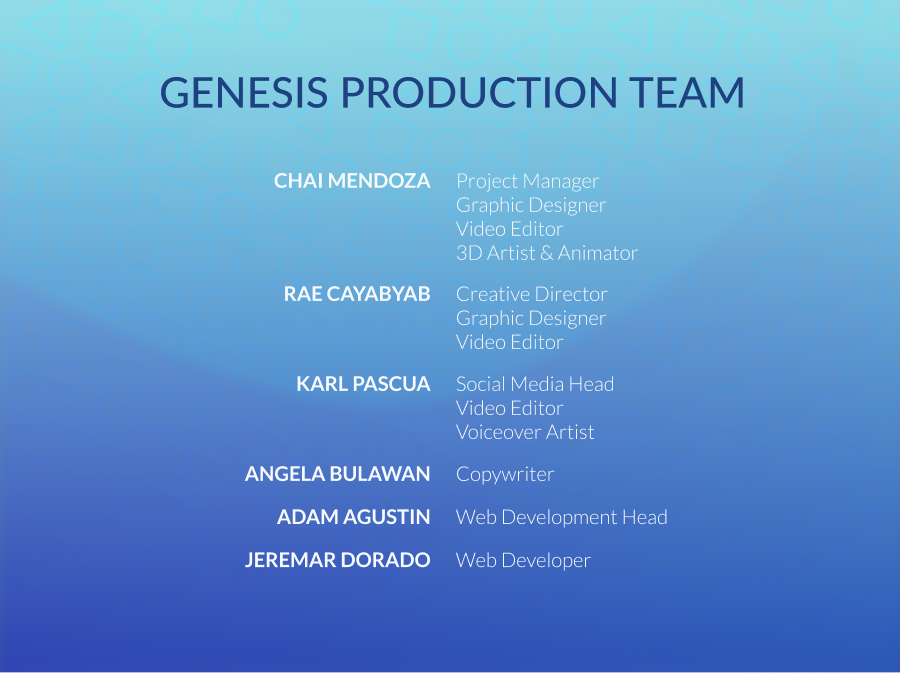 GENESIS PRODUCTION TEAM
CHAI MENDOZA Project Manager
Graphic Designer
Video Editor
3D Artist & Animator
RAE CAYABYAB Creative Director
Graphic Designer
Video Editor
KARL PASCUA Social Media Head
Video Editor
Voiceover Artist
ANGELA BULAWAN Copywriter
ADAM AGUSTIN Web Development Head
JEREMAR DORADO Web Developer